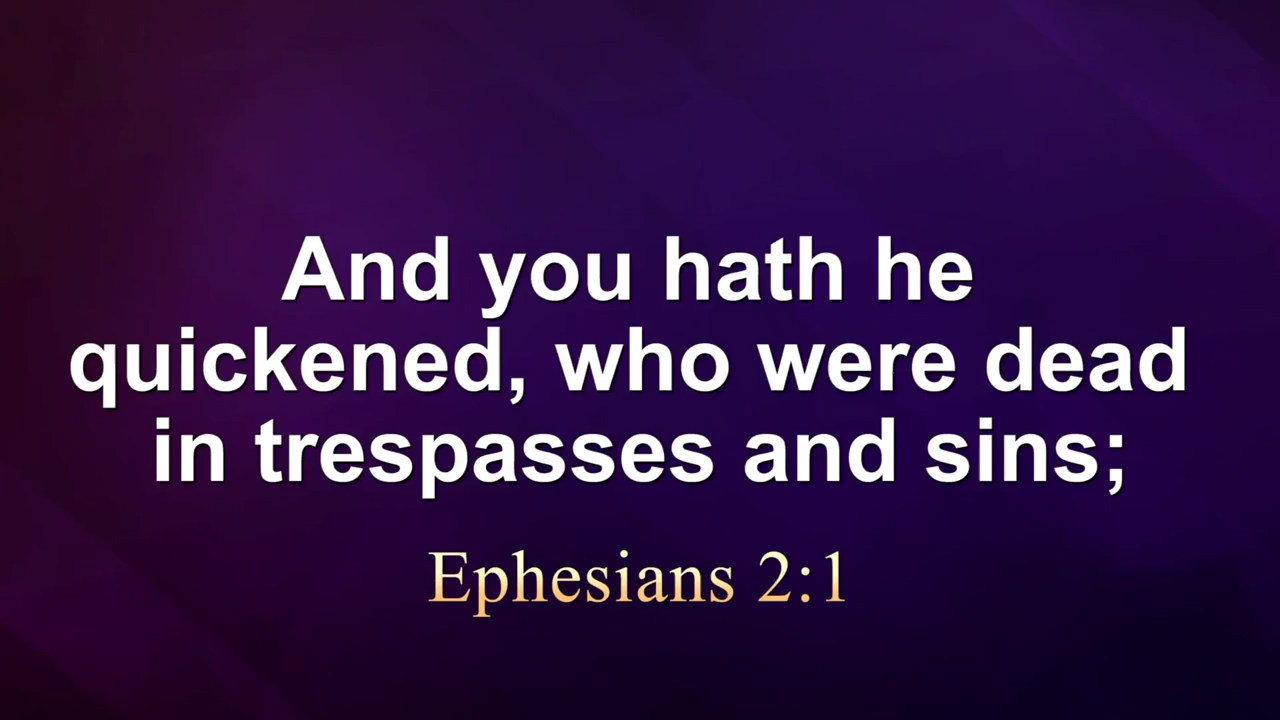 And you hath he
quickened, who were dead
in trespasses and sins;
Ephesians 2:1